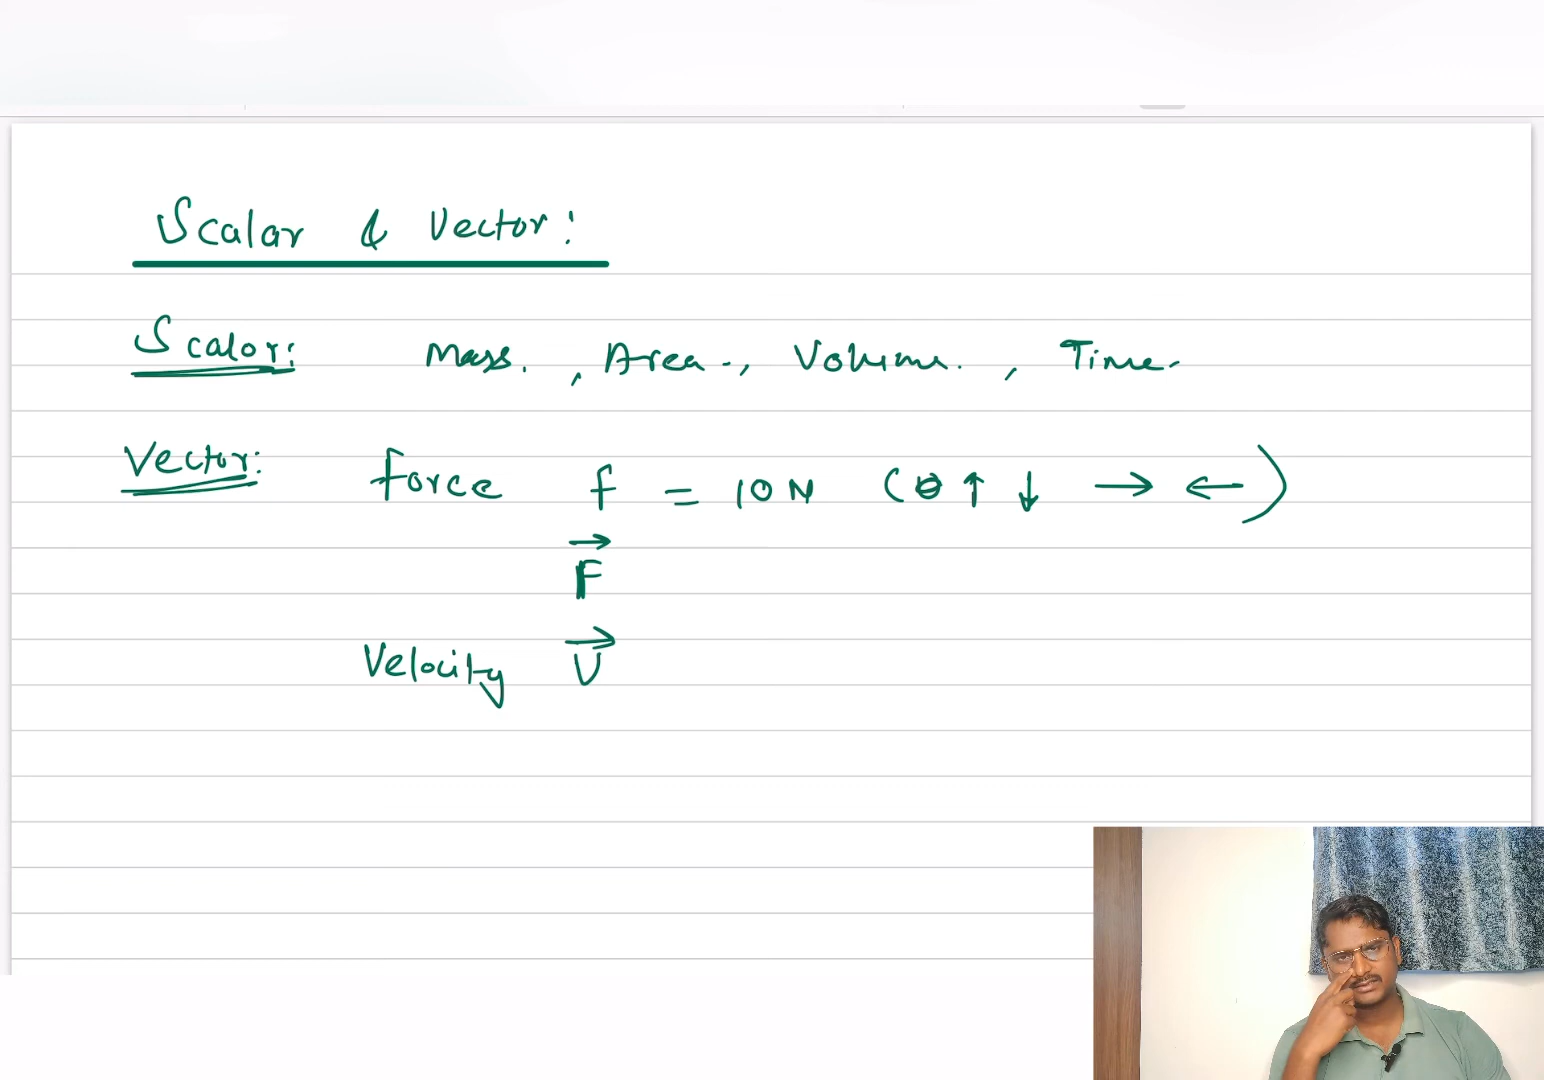 Scalar & Vector:
Scalar: Mass. , Area., Volume. , Time.
Vector: Force f = 10 N (θ ↑ ↓ → ←)
→
F
Velocity →
V